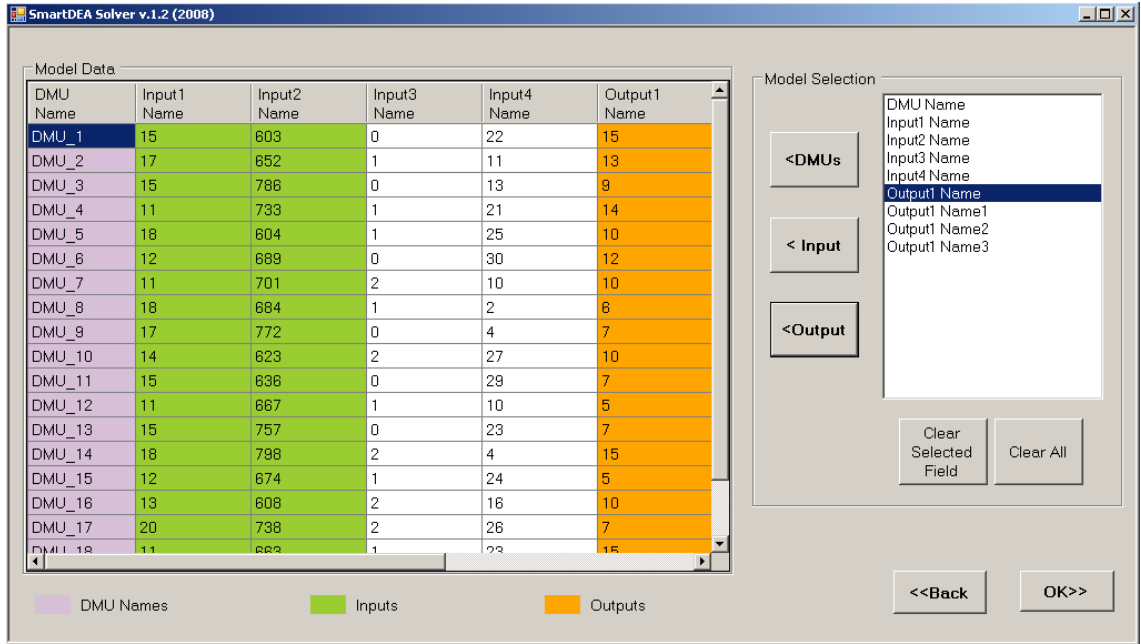 SmartDEA Solver v.1.2 (2008)
Model Data
DMU Name Input1 Name Input2 Name Input3 Name Input4 Name Output1 Name
DMU_1 15 603 0 22 15
DMU_2 17 652 1 11 13
DMU_3 15 786 0 13 9
DMU_4 11 733 1 21 14
DMU_5 18 604 1 25 10
DMU_6 12 689 0 30 12
DMU_7 11 701 2 10 10
DMU_8 18 684 1 2 6
DMU_9 17 772 0 4 7
DMU_10 14 623 2 27 10
DMU_11 15 636 0 29 7
DMU_12 11 667 1 10 5
DMU_13 15 757 0 23 7
DMU_14 18 798 2 4 15
DMU_15 12 674 1 24 5
DMU_16 13 608 2 16 10
DMU_17 20 738 2 26 7
DMU_18 11 663 1 23 15
DMU Names
Inputs
Outputs
Model Selection
<DMUs
< Input
<Output
DMU Name
Input1 Name
Input2 Name
Input3 Name
Input4 Name
Output1 Name
Output1 Name1
Output1 Name2
Output1 Name3
Clear
Selected
Field
Clear All
<<Back
OK>>